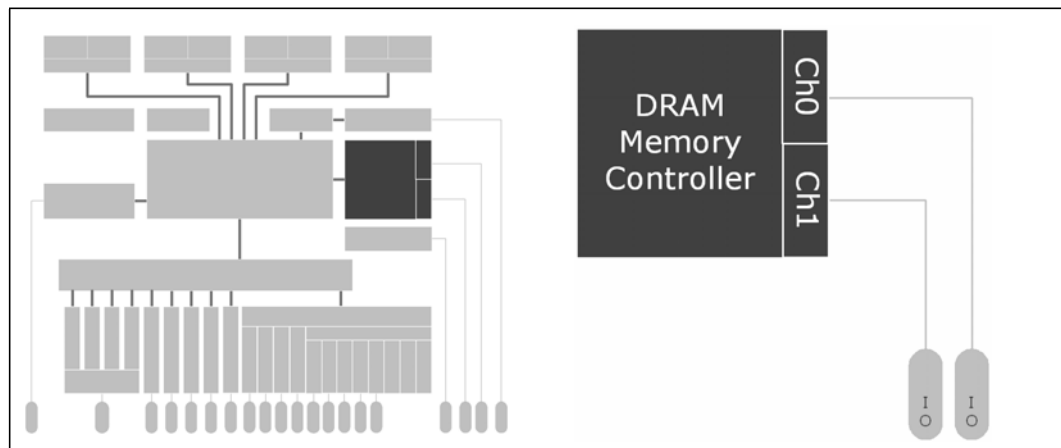 DRAM
Memory
Controller
Ch0
Ch1
I
O
I
O